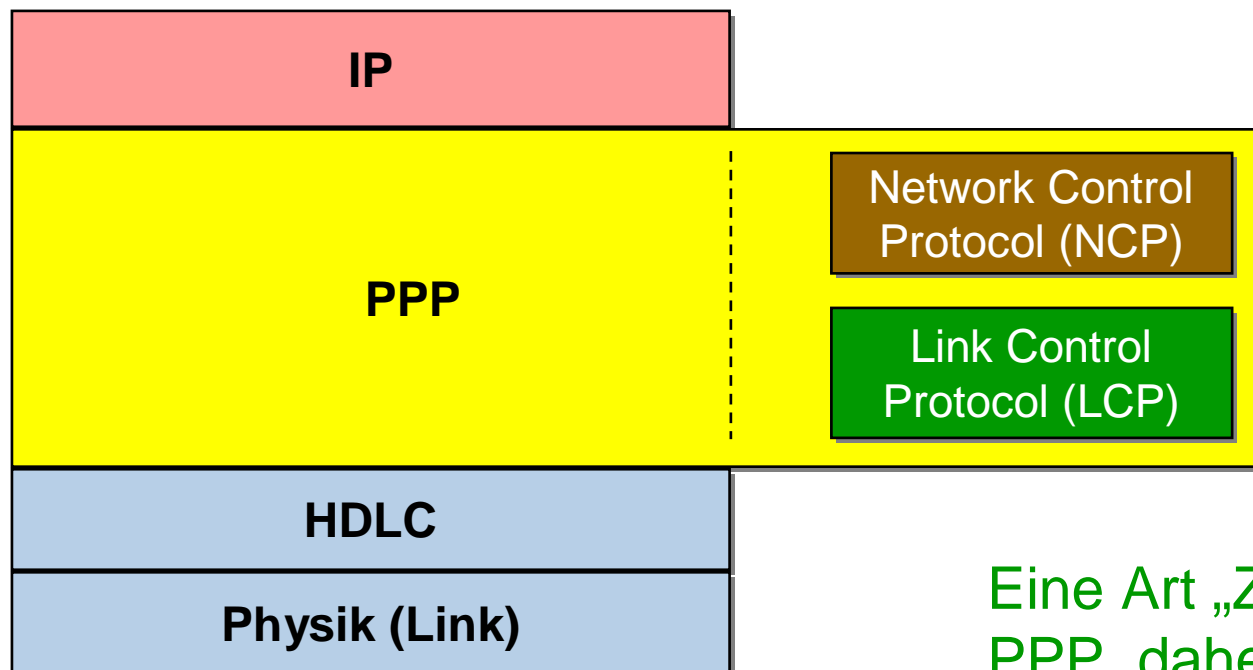 IP
PPP
Network Control
Protocol (NCP)
Link Control
Protocol (LCP)
HDLC
Physik (Link)
Eine Art „Z
PPP, dahe